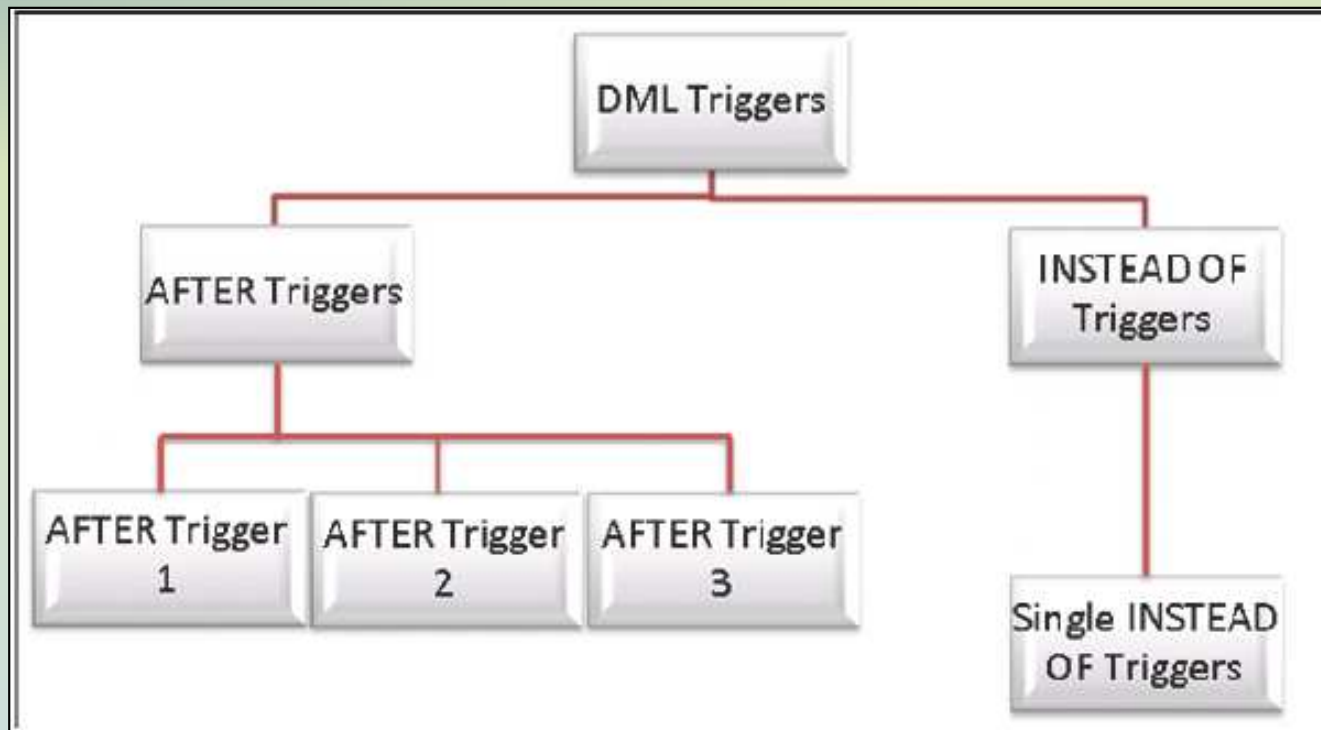 DML Triggers
AFTER Triggers
INSTEAD OF
Triggers
AFTER Trigger
1
AFTER Trigger
2
AFTER Trigger
3
Single INSTEAD
OF Triggers